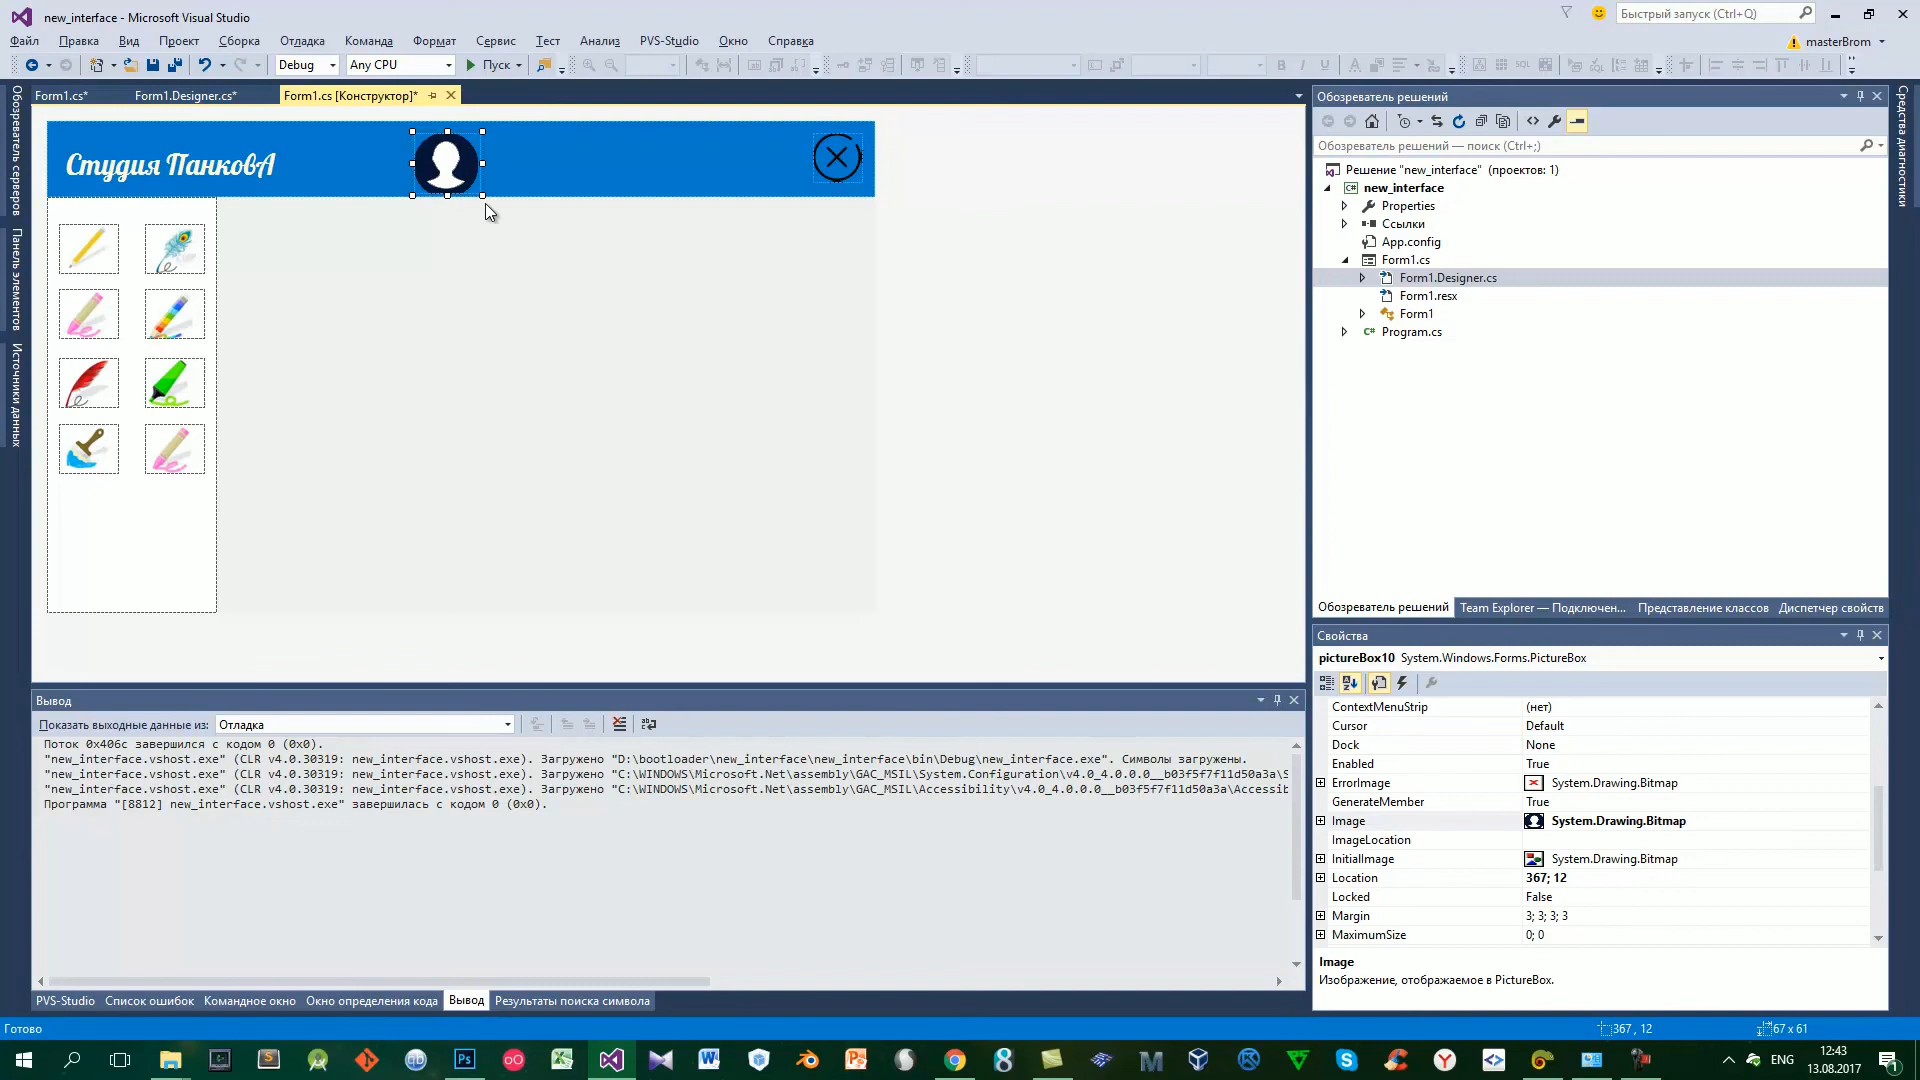 new_interface - Microsoft Visual Studio
Быстрый запуск (Ctrl+Q)
Файл Правка Вид Проект Сборка Отладка Команда Формат Сервис Тест Анализ PVS-Studio Окно Справка
masterBrom
Debug Any CPU Пуск
Form1.cs* Form1.Designer.cs* Form1.cs [Конструктор]*
Обозреватель серверов
Панель элементов
Источники данных
Студия ПанковА
Обозреватель решений
Обозреватель решений — поиск (Ctrl+;)
Решение "new_interface" (проектов: 1)
new_interface
Properties
Ссылки
App.config
Form1.cs
Form1.Designer.cs
Form1.resx
Form1
Program.cs
Средства диагностики
Обозреватель решений Team Explorer — Подключен... Представление классов Диспетчер свойств
Свойства
pictureBox10 System.Windows.Forms.PictureBox
ContextMenuStrip (нет)
Cursor Default
Dock None
Enabled True
ErrorImage System.Drawing.Bitmap
GenerateMember True
Image System.Drawing.Bitmap
ImageLocation
InitialImage System.Drawing.Bitmap
Location 367; 12
Locked False
Margin 3; 3; 3; 3
MaximumSize 0; 0
Image
Изображение, отображаемое в PictureBox.
Вывод
Показать выходные данные из: Отладка
Поток 0x406c завершился с кодом 0 (0x0).
"new_interface.vshost.exe" (CLR v4.0.30319: new_interface.vshost.exe). Загружено "D:\bootloader\new_interface\new_interface\bin\Debug\new_interface.exe". Символы загружены.
"new_interface.vshost.exe" (CLR v4.0.30319: new_interface.vshost.exe). Загружено "C:\WINDOWS\Microsoft.Net\assembly\GAC_MSIL\System.Configuration\v4.0_4.0.0.0__b03f5f7f11d50a3a\S
"new_interface.vshost.exe" (CLR v4.0.30319: new_interface.vshost.exe). Загружено "C:\WINDOWS\Microsoft.Net\assembly\GAC_MSIL\Accessibility\v4.0_4.0.0.0__b03f5f7f11d50a3a\Accessib
Программа "[8812] new_interface.vshost.exe" завершилась с кодом 0 (0x0).
PVS-Studio Список ошибок Командное окно Окно определения кода Вывод Результаты поиска символа
Готово 367 , 12 67 x 61
ENG
12:43
13.08.2017